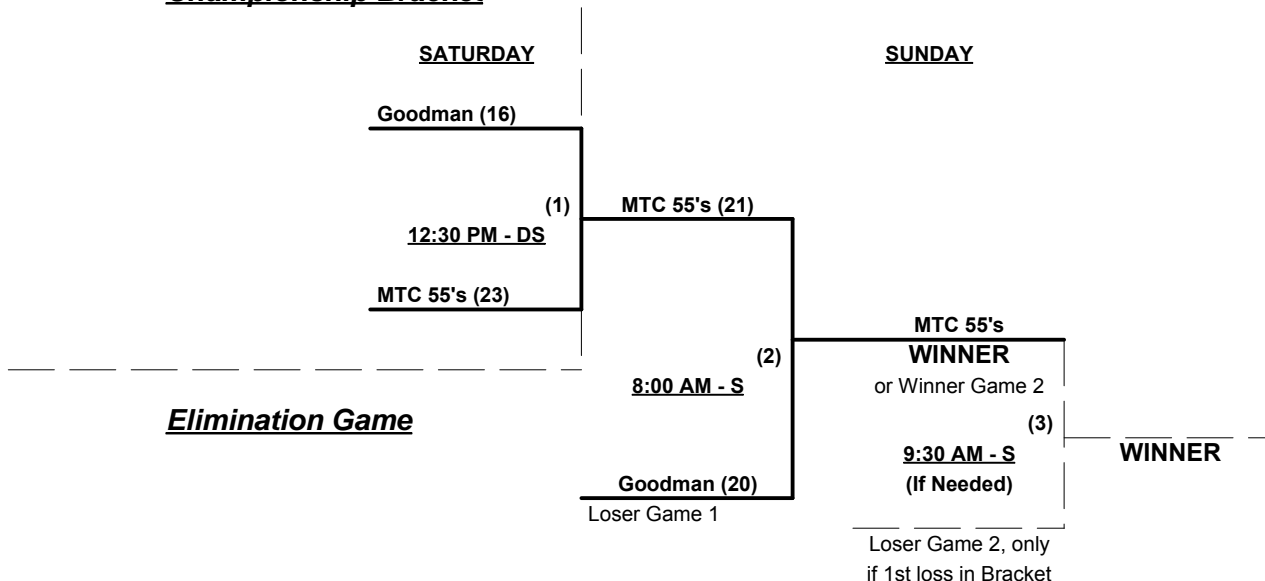 Championship Bracket
SATURDAY
SUNDAY
Goodman (16)
(1)
MTC 55's (21)
12:30 PM - DS
MTC 55's (23)
MTC 55's
WINNER
(2)
8:00 AM - S
or Winner Game 2
Elimination Game
(3)
9:30 AM - S
WINNER
(If Needed)
Goodman (20)
Loser Game 1
Loser Game 2, only
if 1st loss in Bracket